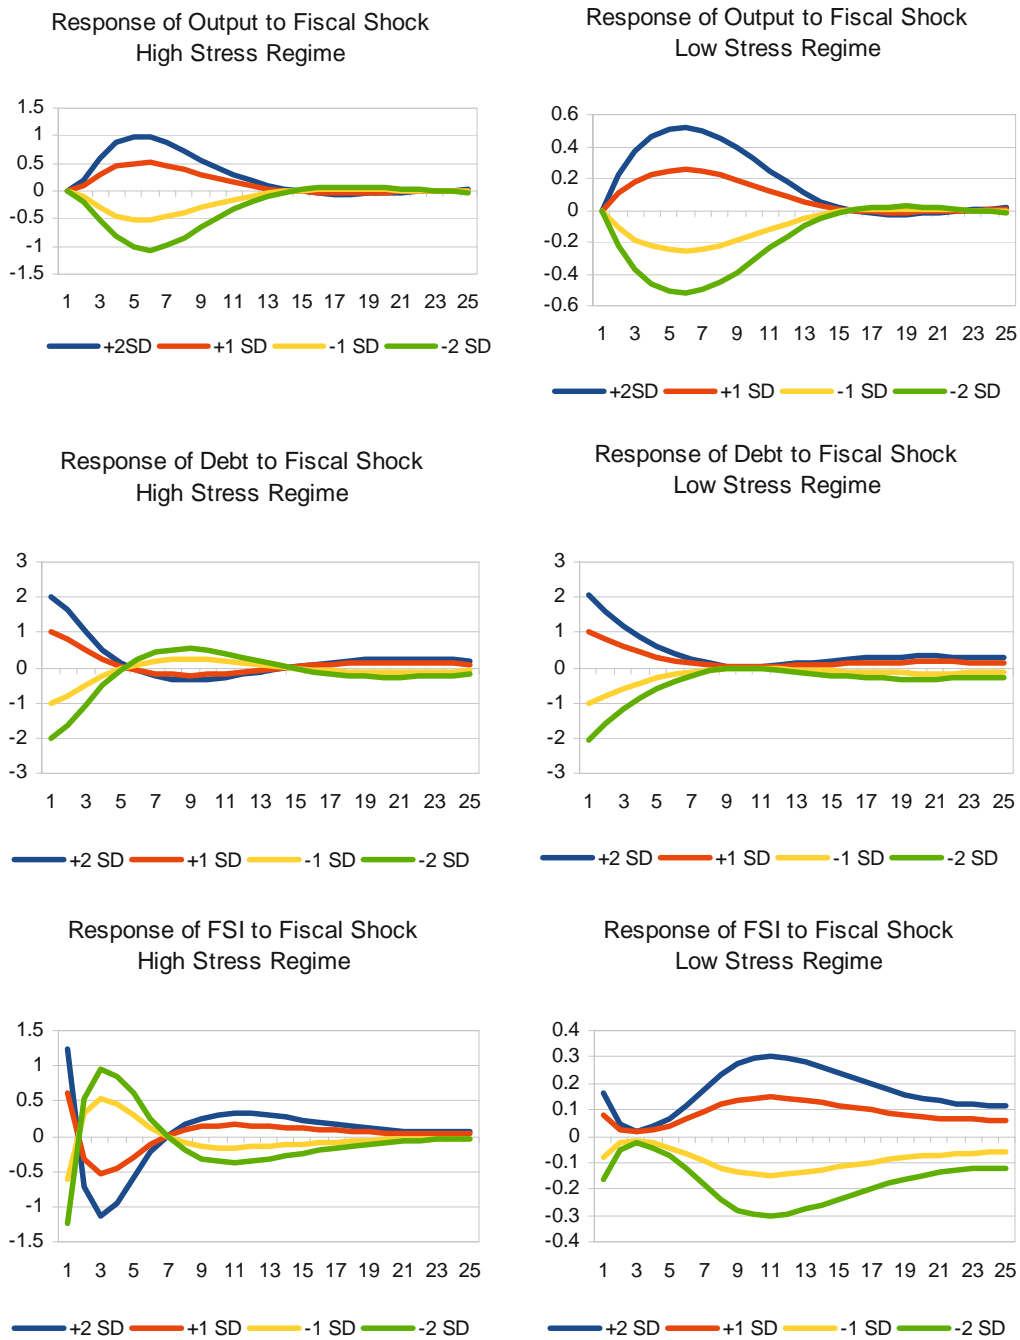 Response of Output to Fiscal Shock
High Stress Regime
1.5
1
0.5
0
-0.5
-1
-1.5
1 3 5 7 9 11 13 15 17 19 21 23 25
+2SD +1 SD -1 SD -2 SD
Response of Output to Fiscal Shock
Low Stress Regime
0.6
0.4
0.2
0
-0.2
-0.4
-0.6
1 3 5 7 9 11 13 15 17 19 21 23 25
+2SD +1 SD -1 SD -2 SD
Response of Debt to Fiscal Shock
High Stress Regime
3
2
1
0
-1
-2
-3
1 3 5 7 9 11 13 15 17 19 21 23 25
+2 SD +1 SD -1 SD -2 SD
Response of Debt to Fiscal Shock
Low Stress Regime
3
2
1
0
-1
-2
-3
1 3 5 7 9 11 13 15 17 19 21 23 25
+2 SD +1 SD -1 SD -2 SD
Response of FSI to Fiscal Shock
High Stress Regime
1.5
1
0.5
0
-0.5
-1
-1.5
1 3 5 7 9 11 13 15 17 19 21 23 25
+2 SD +1 SD -1 SD -2 SD
Response of FSI to Fiscal Shock
Low Stress Regime
0.4
0.3
0.2
0.1
0
-0.1
-0.2
-0.3
-0.4
1 3 5 7 9 11 13 15 17 19 21 23 25
+2 SD +1 SD -1 SD -2 SD